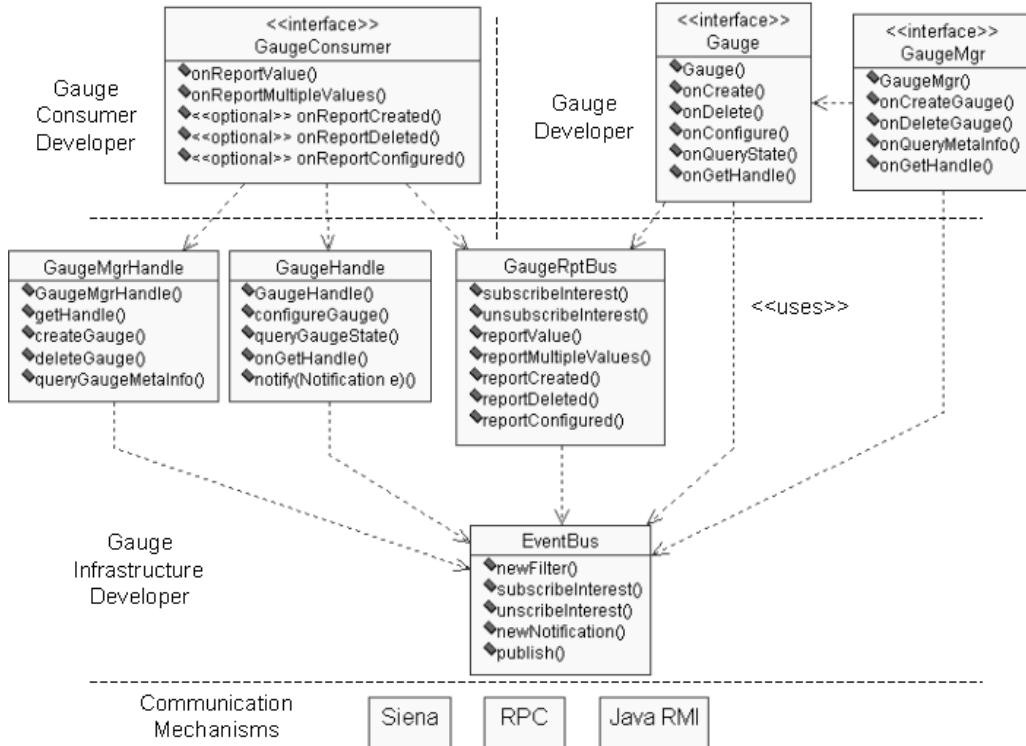 <<interface>>
GaugeConsumer
onReportValue()
onReportMultipleValues()
<<optional>> onReportCreated()
<<optional>> onReportDeleted()
<<optional>> onReportConfigured()
Gauge
Consumer
Developer
Gauge
Developer
<<interface>>
Gauge
Gauge()
onCreate()
onDelete()
onConfigure()
onQueryState()
onGetHandle()
<<interface>>
GaugeMgr
GaugeMgr()
onCreateGauge()
onDeleteGauge()
onQueryMetaInfo()
onGetHandle()
GaugeMgrHandle
GaugeMgrHandle()
getHandle()
createGauge()
deleteGauge()
queryGaugeMetaInfo()
GaugeHandle
GaugeHandle()
configureGauge()
queryGaugeState()
onGetHandle()
notify(Notification e)()
GaugeRptBus
subscribeInterest()
unsubscribeInterest()
reportValue()
reportMultipleValues()
reportCreated()
reportDeleted()
reportConfigured()
<<uses>>
Gauge
Infrastructure
Developer
EventBus
newFilter()
subscribeInterest()
unscribeInterest()
newNotification()
publish()
Communication
Mechanisms
Siena
RPC
Java RMI